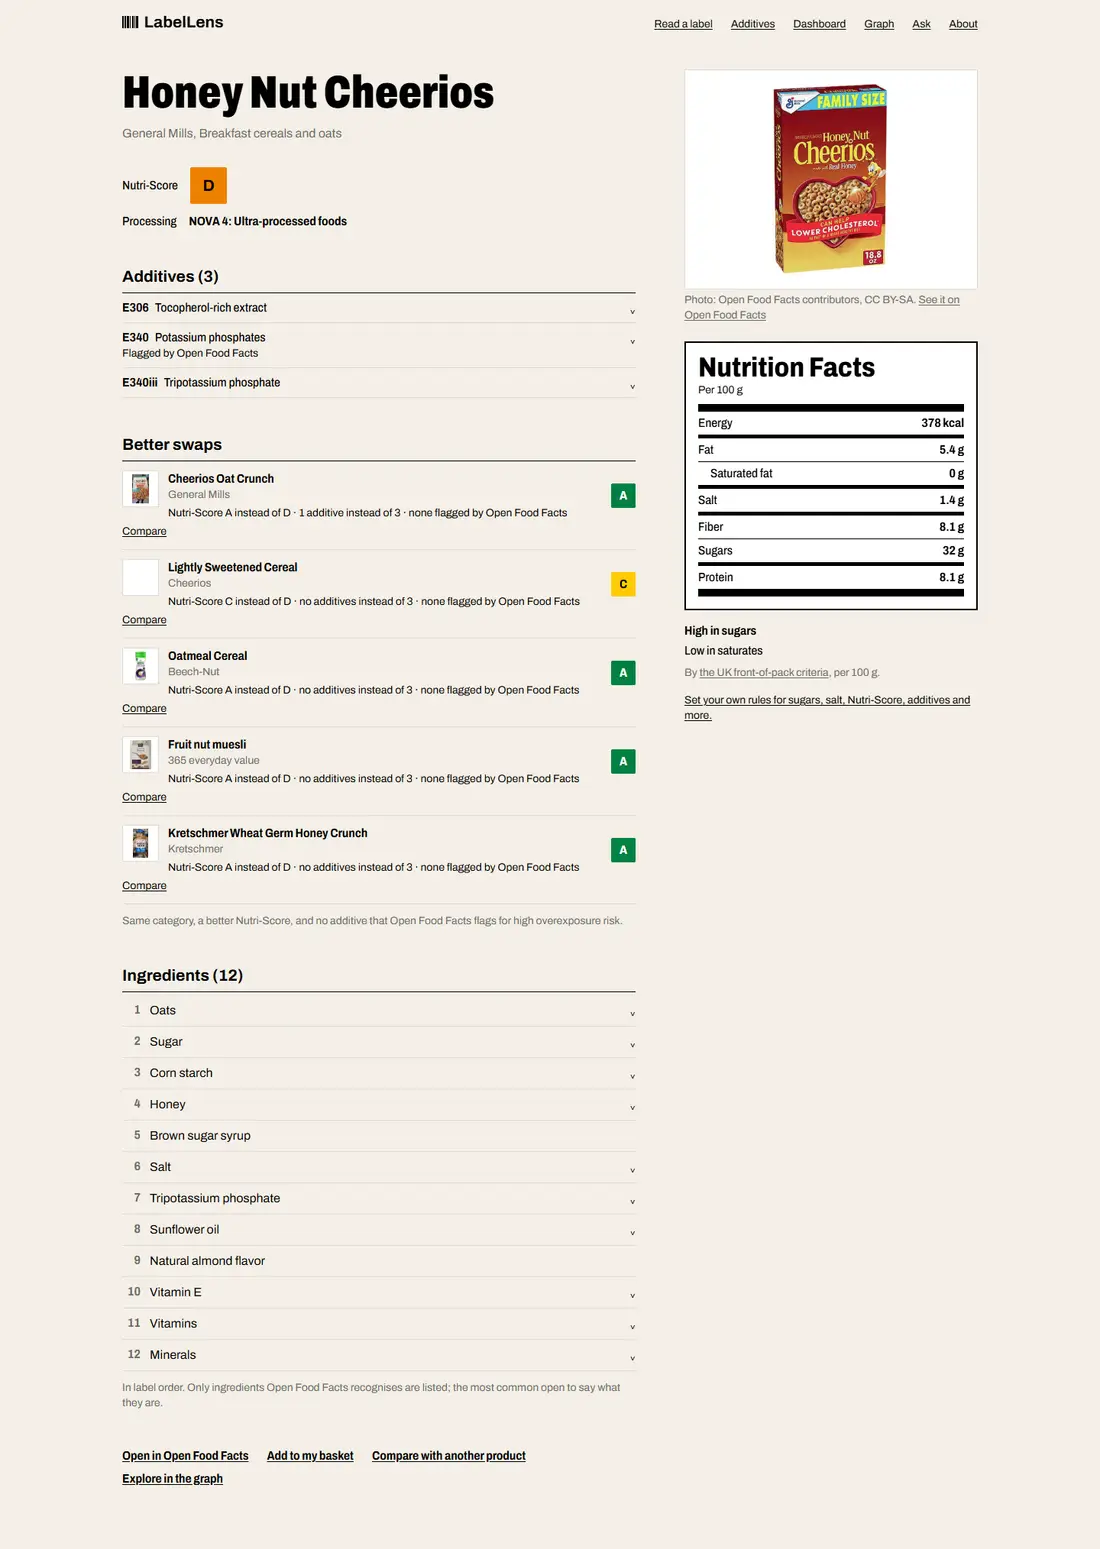 LabelLens
Read a label Additives Dashboard Graph Ask About
Honey Nut Cheerios
General Mills, Breakfast cereals and oats
Nutri-Score D
Processing NOVA 4: Ultra-processed foods
Additives (3)
E306 Tocopherol-rich extract
E340 Potassium phosphates
Flagged by Open Food Facts
E340iii Tripotassium phosphate
Better swaps
Cheerios Oat Crunch
General Mills
A
Nutri-Score A instead of D · 1 additive instead of 3 · none flagged by Open Food Facts
Compare
Lightly Sweetened Cereal
Cheerios
C
Nutri-Score C instead of D · no additives instead of 3 · none flagged by Open Food Facts
Compare
Oatmeal Cereal
Beech-Nut
A
Nutri-Score A instead of D · no additives instead of 3 · none flagged by Open Food Facts
Compare
Fruit nut muesli
365 everyday value
A
Nutri-Score A instead of D · no additives instead of 3 · none flagged by Open Food Facts
Compare
Kretschmer Wheat Germ Honey Crunch
Kretschmer
A
Nutri-Score A instead of D · no additives instead of 3 · none flagged by Open Food Facts
Compare
Same category, a better Nutri-Score, and no additive that Open Food Facts flags for high overexposure risk.
Ingredients (12)
1 Oats
2 Sugar
3 Corn starch
4 Honey
5 Brown sugar syrup
6 Salt
7 Tripotassium phosphate
8 Sunflower oil
9 Natural almond flavor
10 Vitamin E
11 Vitamins
12 Minerals
In label order. Only ingredients Open Food Facts recognises are listed; the most common open to say what
they are.
Open in Open Food Facts Add to my basket Compare with another product
Explore in the graph
FAMILY SIZE
Honey Nut
Cheerios
made with Real Honey
CAN HELP
LOWER CHOLESTEROL
18.8
OZ
Photo: Open Food Facts contributors, CC BY-SA. See it on
Open Food Facts
Nutrition Facts
Per 100 g
Energy 378 kcal
Fat 5.4 g
Saturated fat 0 g
Salt 1.4 g
Fiber 8.1 g
Sugars 32 g
Protein 8.1 g
High in sugars
Low in saturates
By the UK front-of-pack criteria, per 100 g.
Set your own rules for sugars, salt, Nutri-Score, additives and
more.